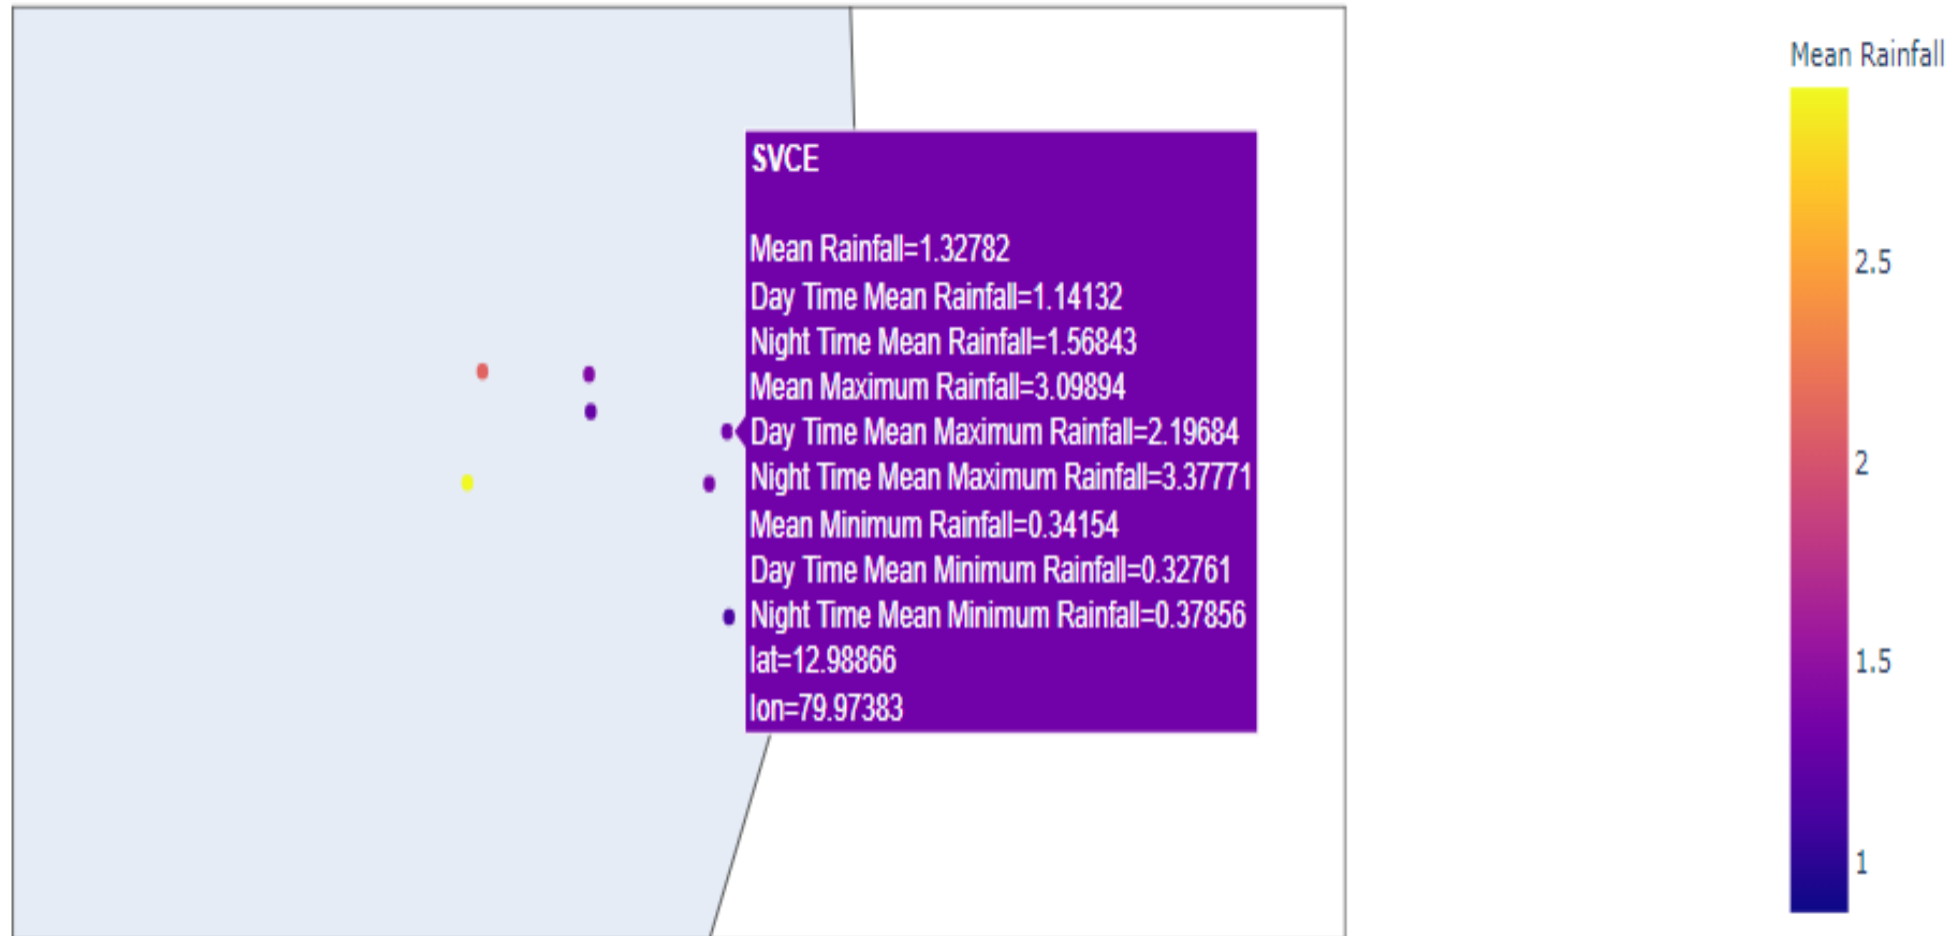 SVCE
Mean Rainfall=1.32782
Day Time Mean Rainfall=1.14132
Night Time Mean Rainfall=1.56843
Mean Maximum Rainfall=3.09894
Day Time Mean Maximum Rainfall=2.19684
Night Time Mean Maximum Rainfall=3.37771
Mean Minimum Rainfall=0.34154
Day Time Mean Minimum Rainfall=0.32761
Night Time Mean Minimum Rainfall=0.37856
lat=12.98866
lon=79.97383
Mean Rainfall
2.5
2
1.5
1